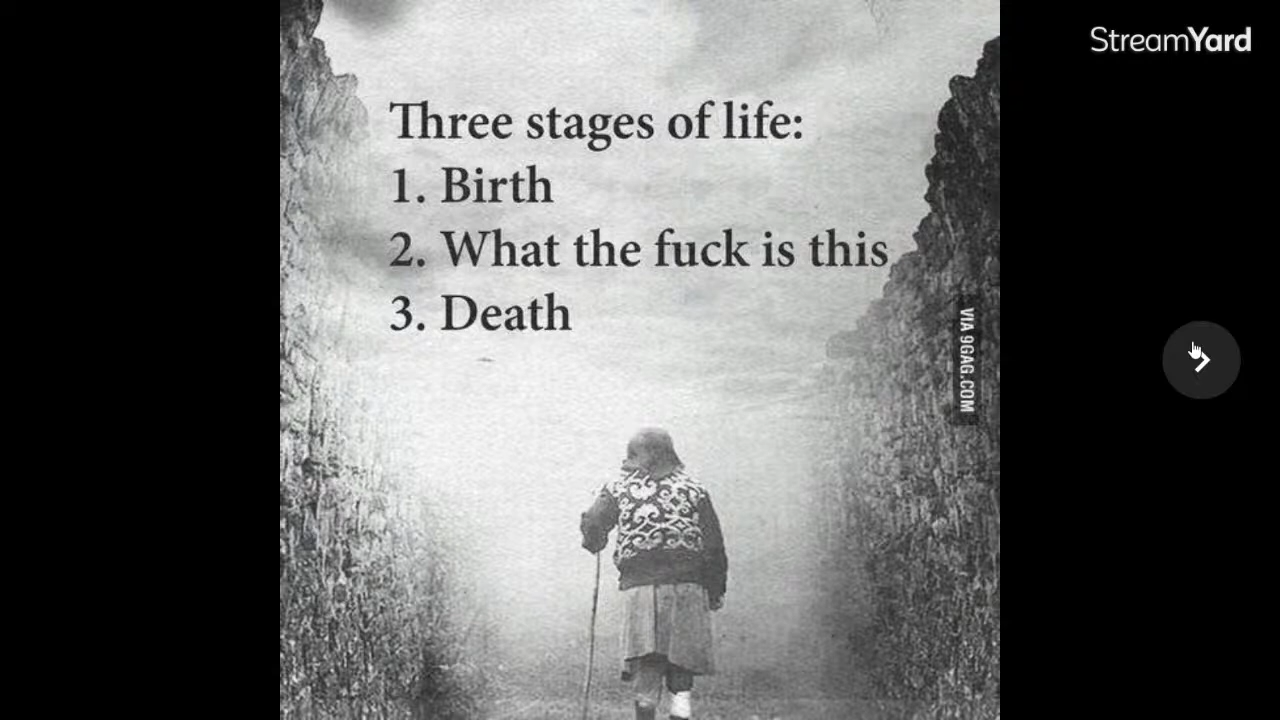 StreamYard
Three stages of life:
1. Birth
2. What the fuck is this
3. Death
VIA 9GAG.COM